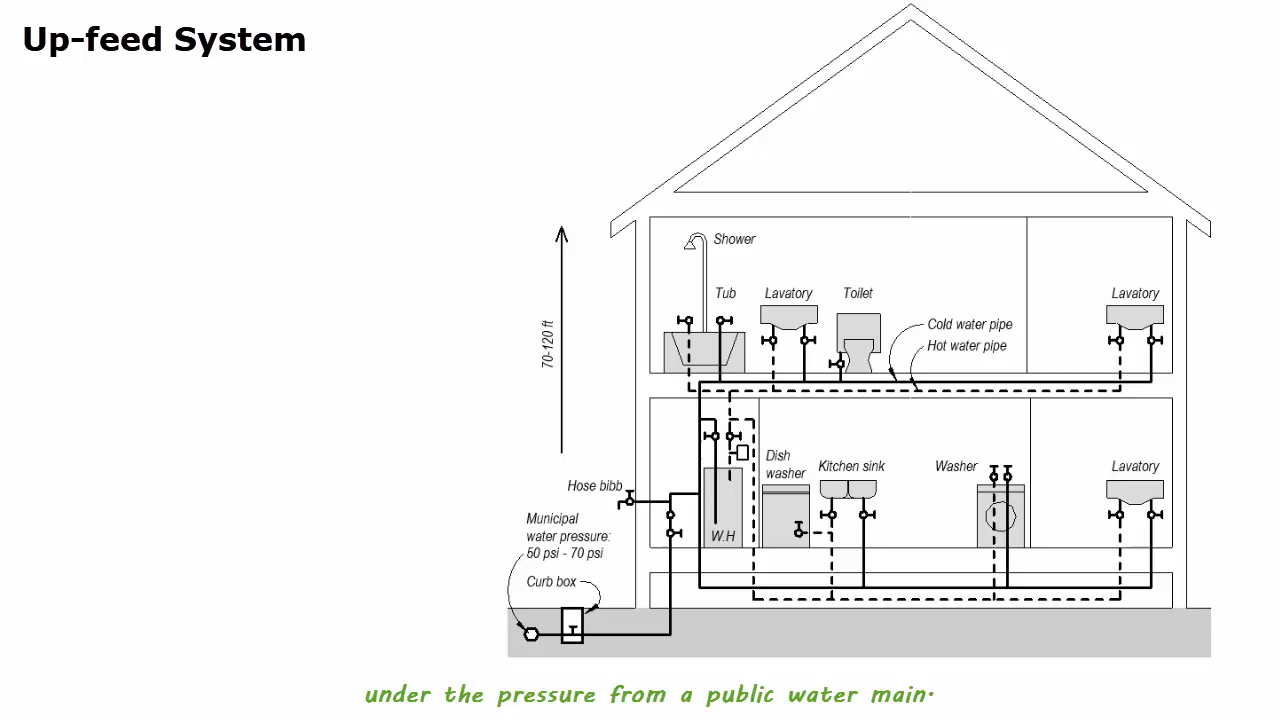 Up-feed System
Shower
Tub
Lavatory
Toilet
Lavatory
Cold water pipe
Hot water pipe
70-120 ft
Dish
washer
Kitchen sink
Washer
Lavatory
Hose bibb
Municipal
water pressure:
50 psi - 70 psi
W.H
Curb box
under the pressure from a public water main.